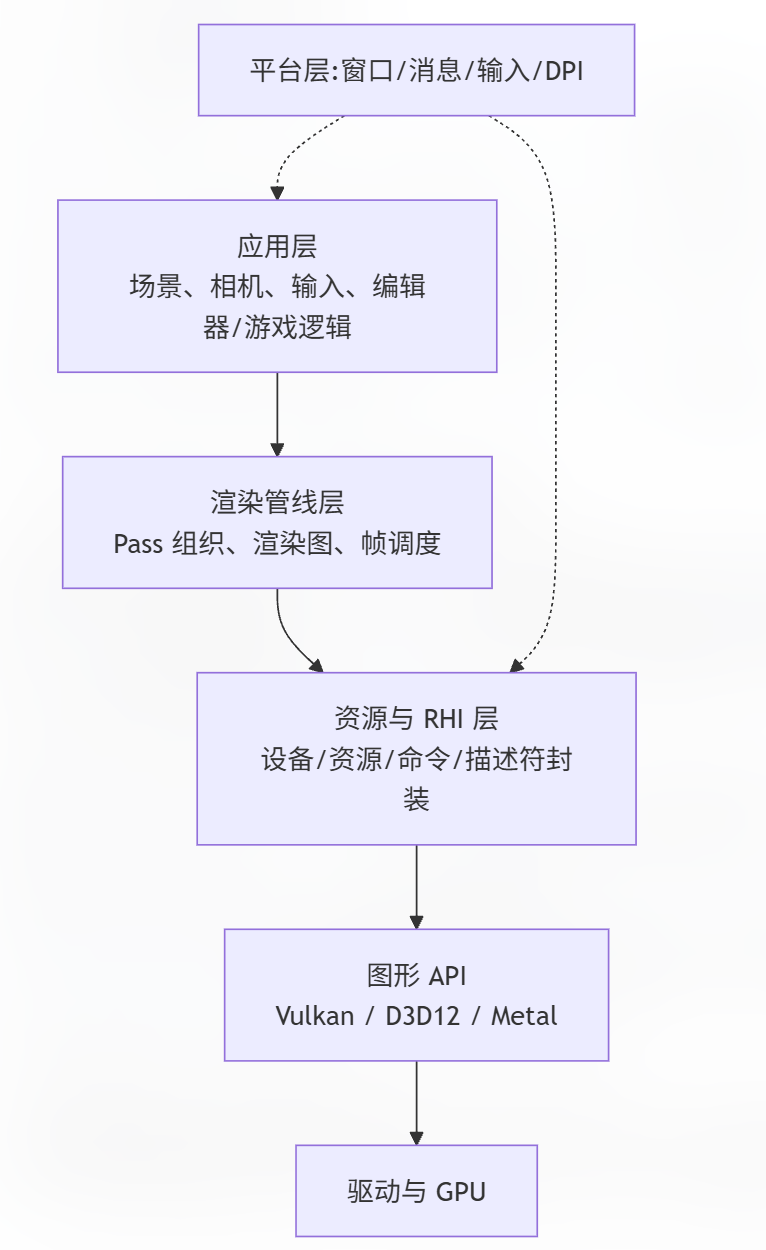 平台层:窗口/消息/输入/DPI
应用层
场景、相机、输入、编辑
器/游戏逻辑
渲染管线层
Pass 组织、渲染图、帧调度
资源与 RHI 层
设备/资源/命令/描述符封
装
图形 API
Vulkan / D3D12 / Metal
驱动与 GPU